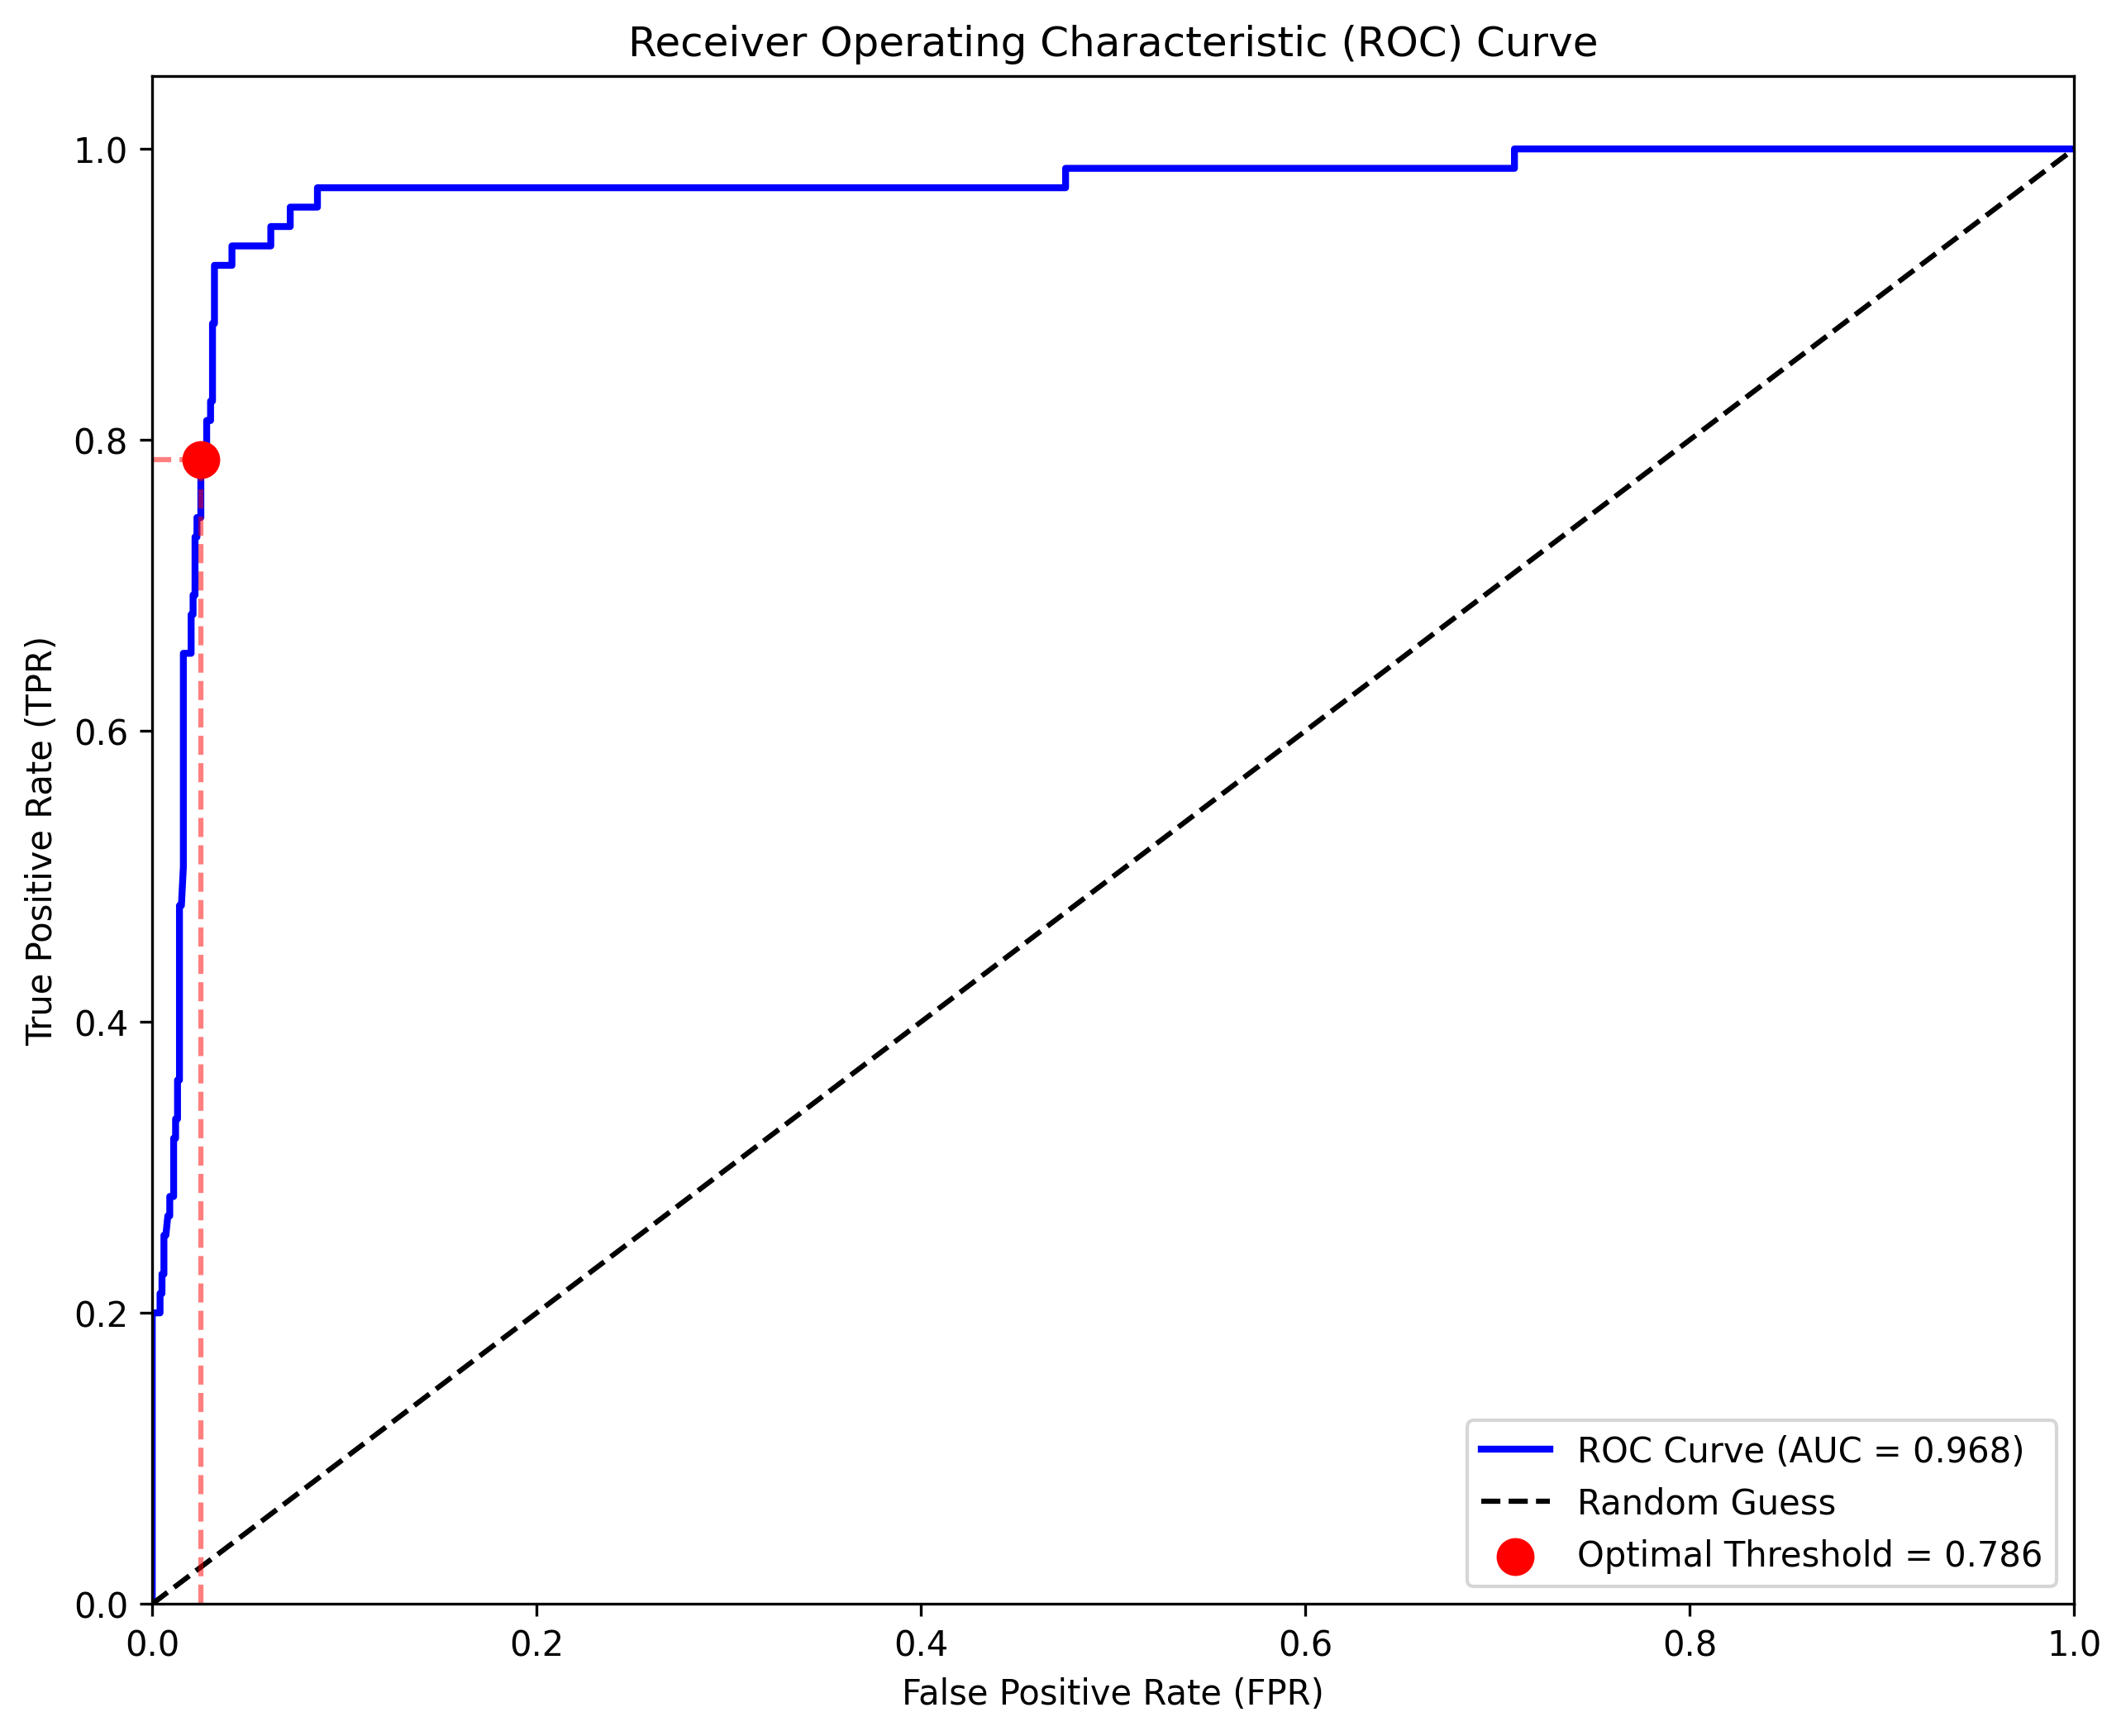 Receiver Operating Characteristic (ROC) Curve
True Positive Rate (TPR)
1.0
0.8
0.6
0.4
0.2
0.0
0.0 0.2 0.4 0.6 0.8 1.0
False Positive Rate (FPR)
ROC Curve (AUC = 0.968)
Random Guess
Optimal Threshold = 0.786